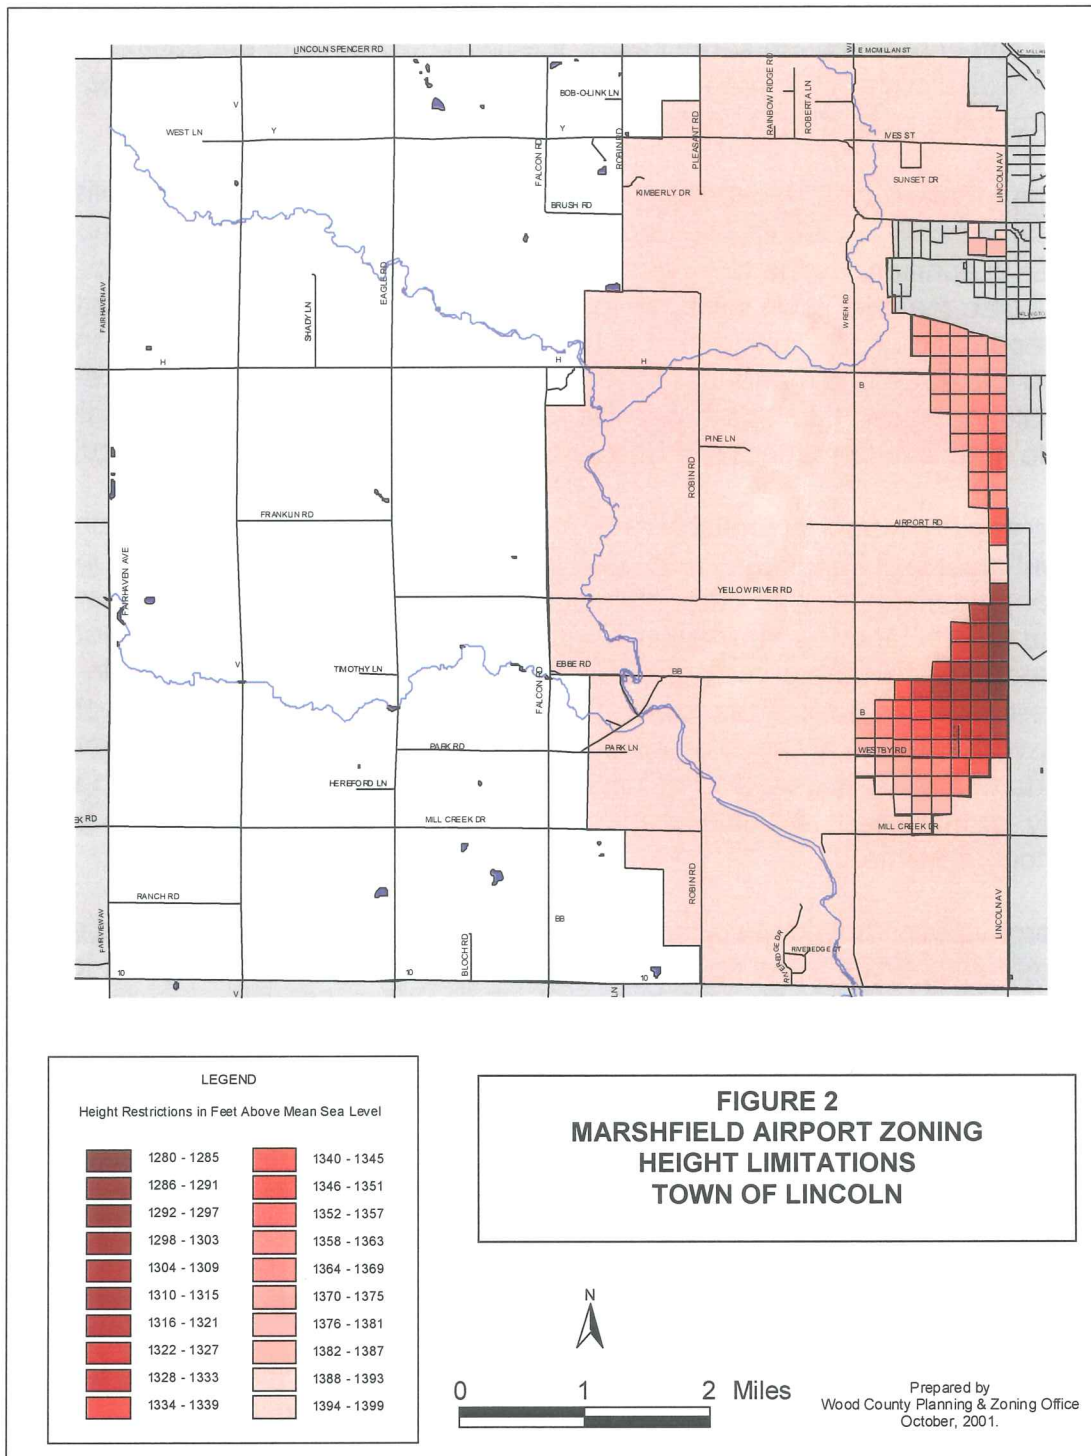 LINCOLN SPENCER RD
E MCMILLAN ST
BOB-O-LINK LN
RAINBOW RIDGE RD
ROBERTA LN
V
WEST LN
Y
Y
FALCON RD
ROBIN RD
PLEASANT RD
IVES ST
SUNSET DR
LINCOLN AV
KIMBERLY DR
BRUSH RD
FAIRHAVEN AV
EAGLE RD
SHADY LN
WREN RD
H
H
H
B
PINE LN
ROBIN RD
FRANKLIN RD
AIRPORT RD
FAIRHAVEN AVE
YELLOW RIVER RD
V
TIMOTHY LN
FALCON RD
EBBE RD
BB
B
PARK RD
PARK LN
WESTBY RD
HEREFORD LN
EK RD
MILL CREEK DR
MILL CREEK DR
RANCH RD
ROBIN RD
LINCOLN AV
FAIRVIEW AV
BB
BLOCH RD
RIVEREDGE DR
RIVEREDGE CT
10
10
10
V
LN
LEGEND
Height Restrictions in Feet Above Mean Sea Level
1280 - 1285
1286 - 1291
1292 - 1297
1298 - 1303
1304 - 1309
1310 - 1315
1316 - 1321
1322 - 1327
1328 - 1333
1334 - 1339
1340 - 1345
1346 - 1351
1352 - 1357
1358 - 1363
1364 - 1369
1370 - 1375
1376 - 1381
1382 - 1387
1388 - 1393
1394 - 1399
FIGURE 2
MARSHFIELD AIRPORT ZONING
HEIGHT LIMITATIONS
TOWN OF LINCOLN
N
0 1 2 Miles
Prepared by
Wood County Planning & Zoning Office
October, 2001.